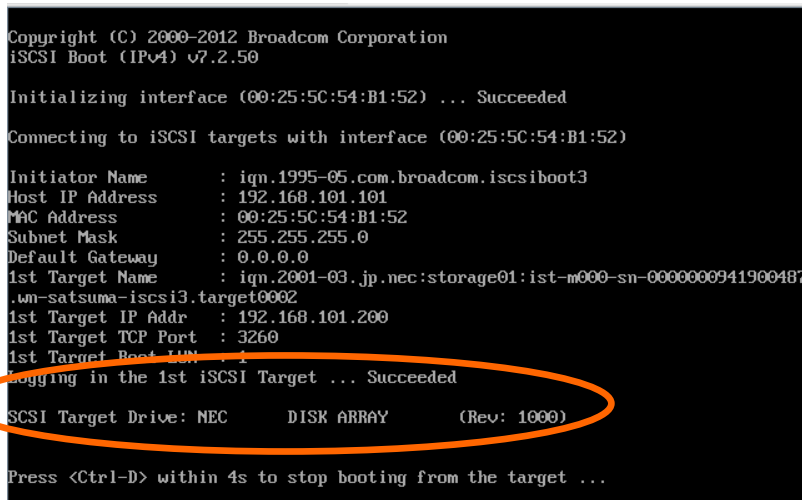 Copyright (C) 2000-2012 Broadcom Corporation
iSCSI Boot (IPv4) v7.2.50
Initializing interface (00:25:5C:54:B1:52) ... Succeeded
Connecting to iSCSI targets with interface (00:25:5C:54:B1:52)
Initiator Name : iqn.1995-05.com.broadcom.iscsiboot3
Host IP Address : 192.168.101.101
MAC Address : 00:25:5C:54:B1:52
Subnet Mask : 255.255.255.0
Default Gateway : 0.0.0.0
1st Target Name : iqn.2001-03.jp.nec:storage01:ist-m000-sn-0000000941900487
.wn-satsuma-iscsi3.target0002
1st Target IP Addr : 192.168.101.200
1st Target TCP Port : 3260
1st Target Boot LUN : 1
Logging in the 1st iSCSI Target ... Succeeded
SCSI Target Drive: NEC DISK ARRAY (Rev: 1000)
Press <Ctrl-D> within 4s to stop booting from the target ...